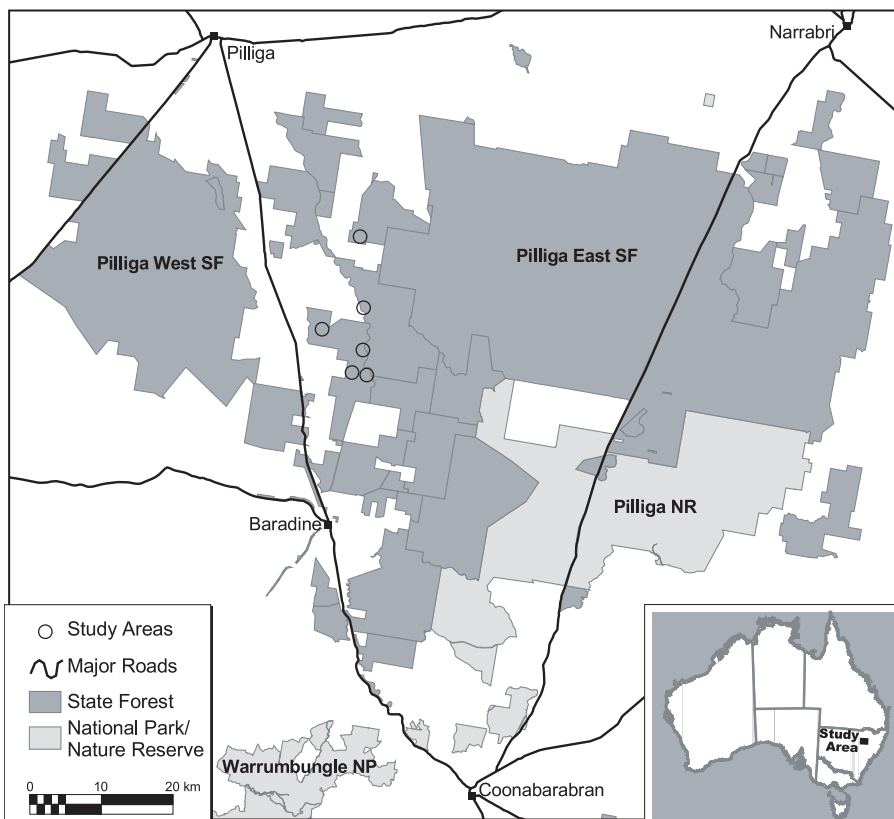 Narrabri
Pilliga
Pilliga West SF
Pilliga East SF
Pilliga NR
Baradine
Study Areas
Major Roads
State Forest
National Park/
Nature Reserve
0 10 20 km
Warrumbungle NP
Coonabarabran
Study
Area